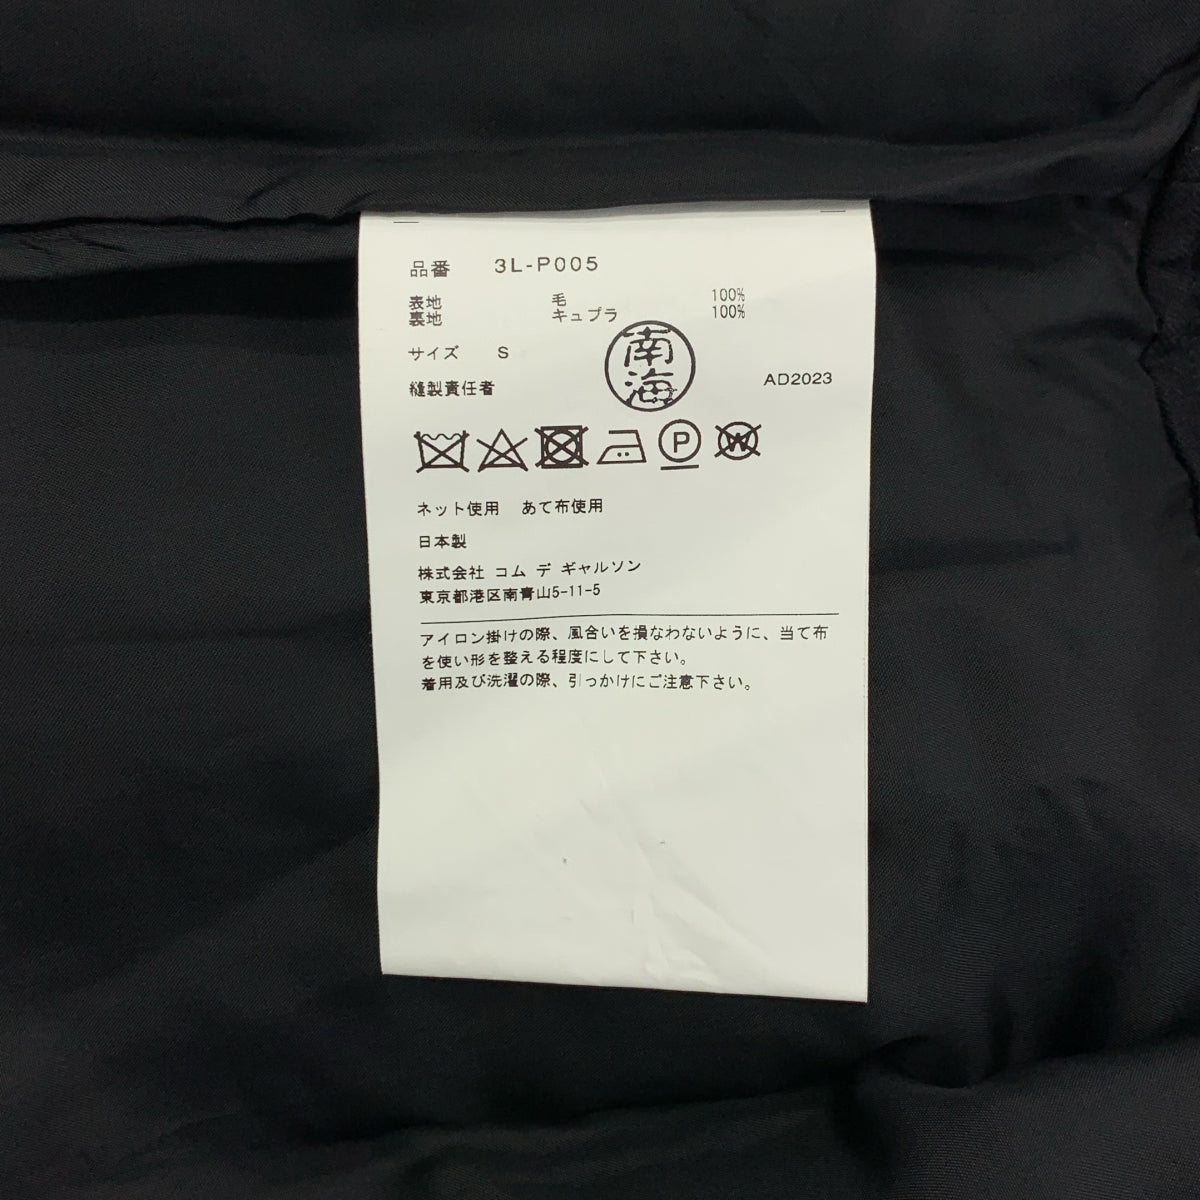 品番 3L-P005
表地 毛 100%
裏地 キュプラ 100%
サイズ S
南海
縫製責任者
AD2023
P
W
ネット使用 あて布使用
日本製
株式会社 コム デ ギャルソン
東京都港区南青山5-11-5
アイロン掛けの際、風合いを損なわないように、当て布
を使い形を整える程度にして下さい。
着用及び洗濯の際、引っかけにご注意下さい。